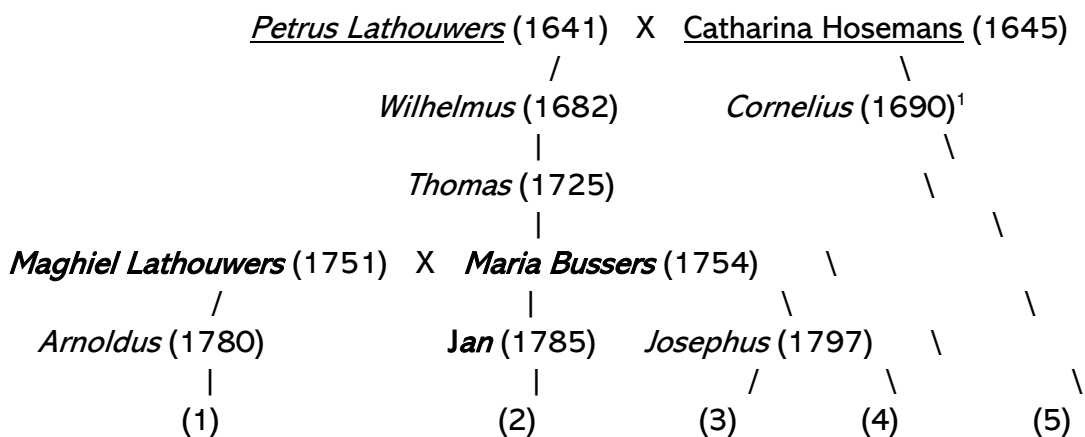 Petrus Lathouwers (1641) X Catharina Hosemans (1645)
/ \
Wilhelmus (1682) Cornelius (1690)¹
| \
Thomas (1725) \
| \
Maghiel Lathouwers (1751) X Maria Bussers (1754) \
/ | \ \
Arnoldus (1780) Jan (1785) Josephus (1797) \
| | / \ \
(1) (2) (3) (4) (5)